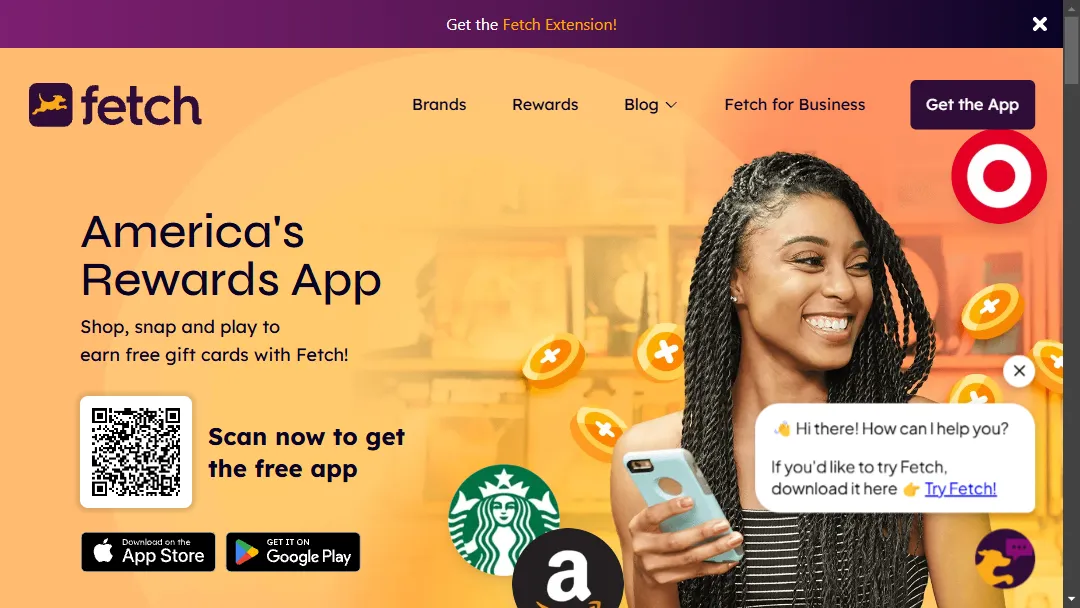 Get the Fetch Extension!
fetch
Brands
Rewards
Blog
Fetch for Business
Get the App
America's
Rewards App
Shop, snap and play to
earn free gift cards with Fetch!
Scan now to get
the free app
Download on the
App Store
GET IT ON
Google Play
a
👋 Hi there! How can I help you?
If you'd like to try Fetch,
download it here 👉 Try Fetch!